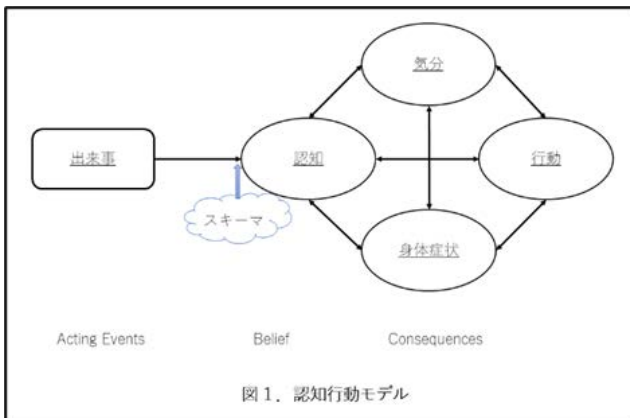 気分
出来事
認知
行動
スキーマ
身体症状
Acting Events
Belief
Consequences
図1．認知行動モデル